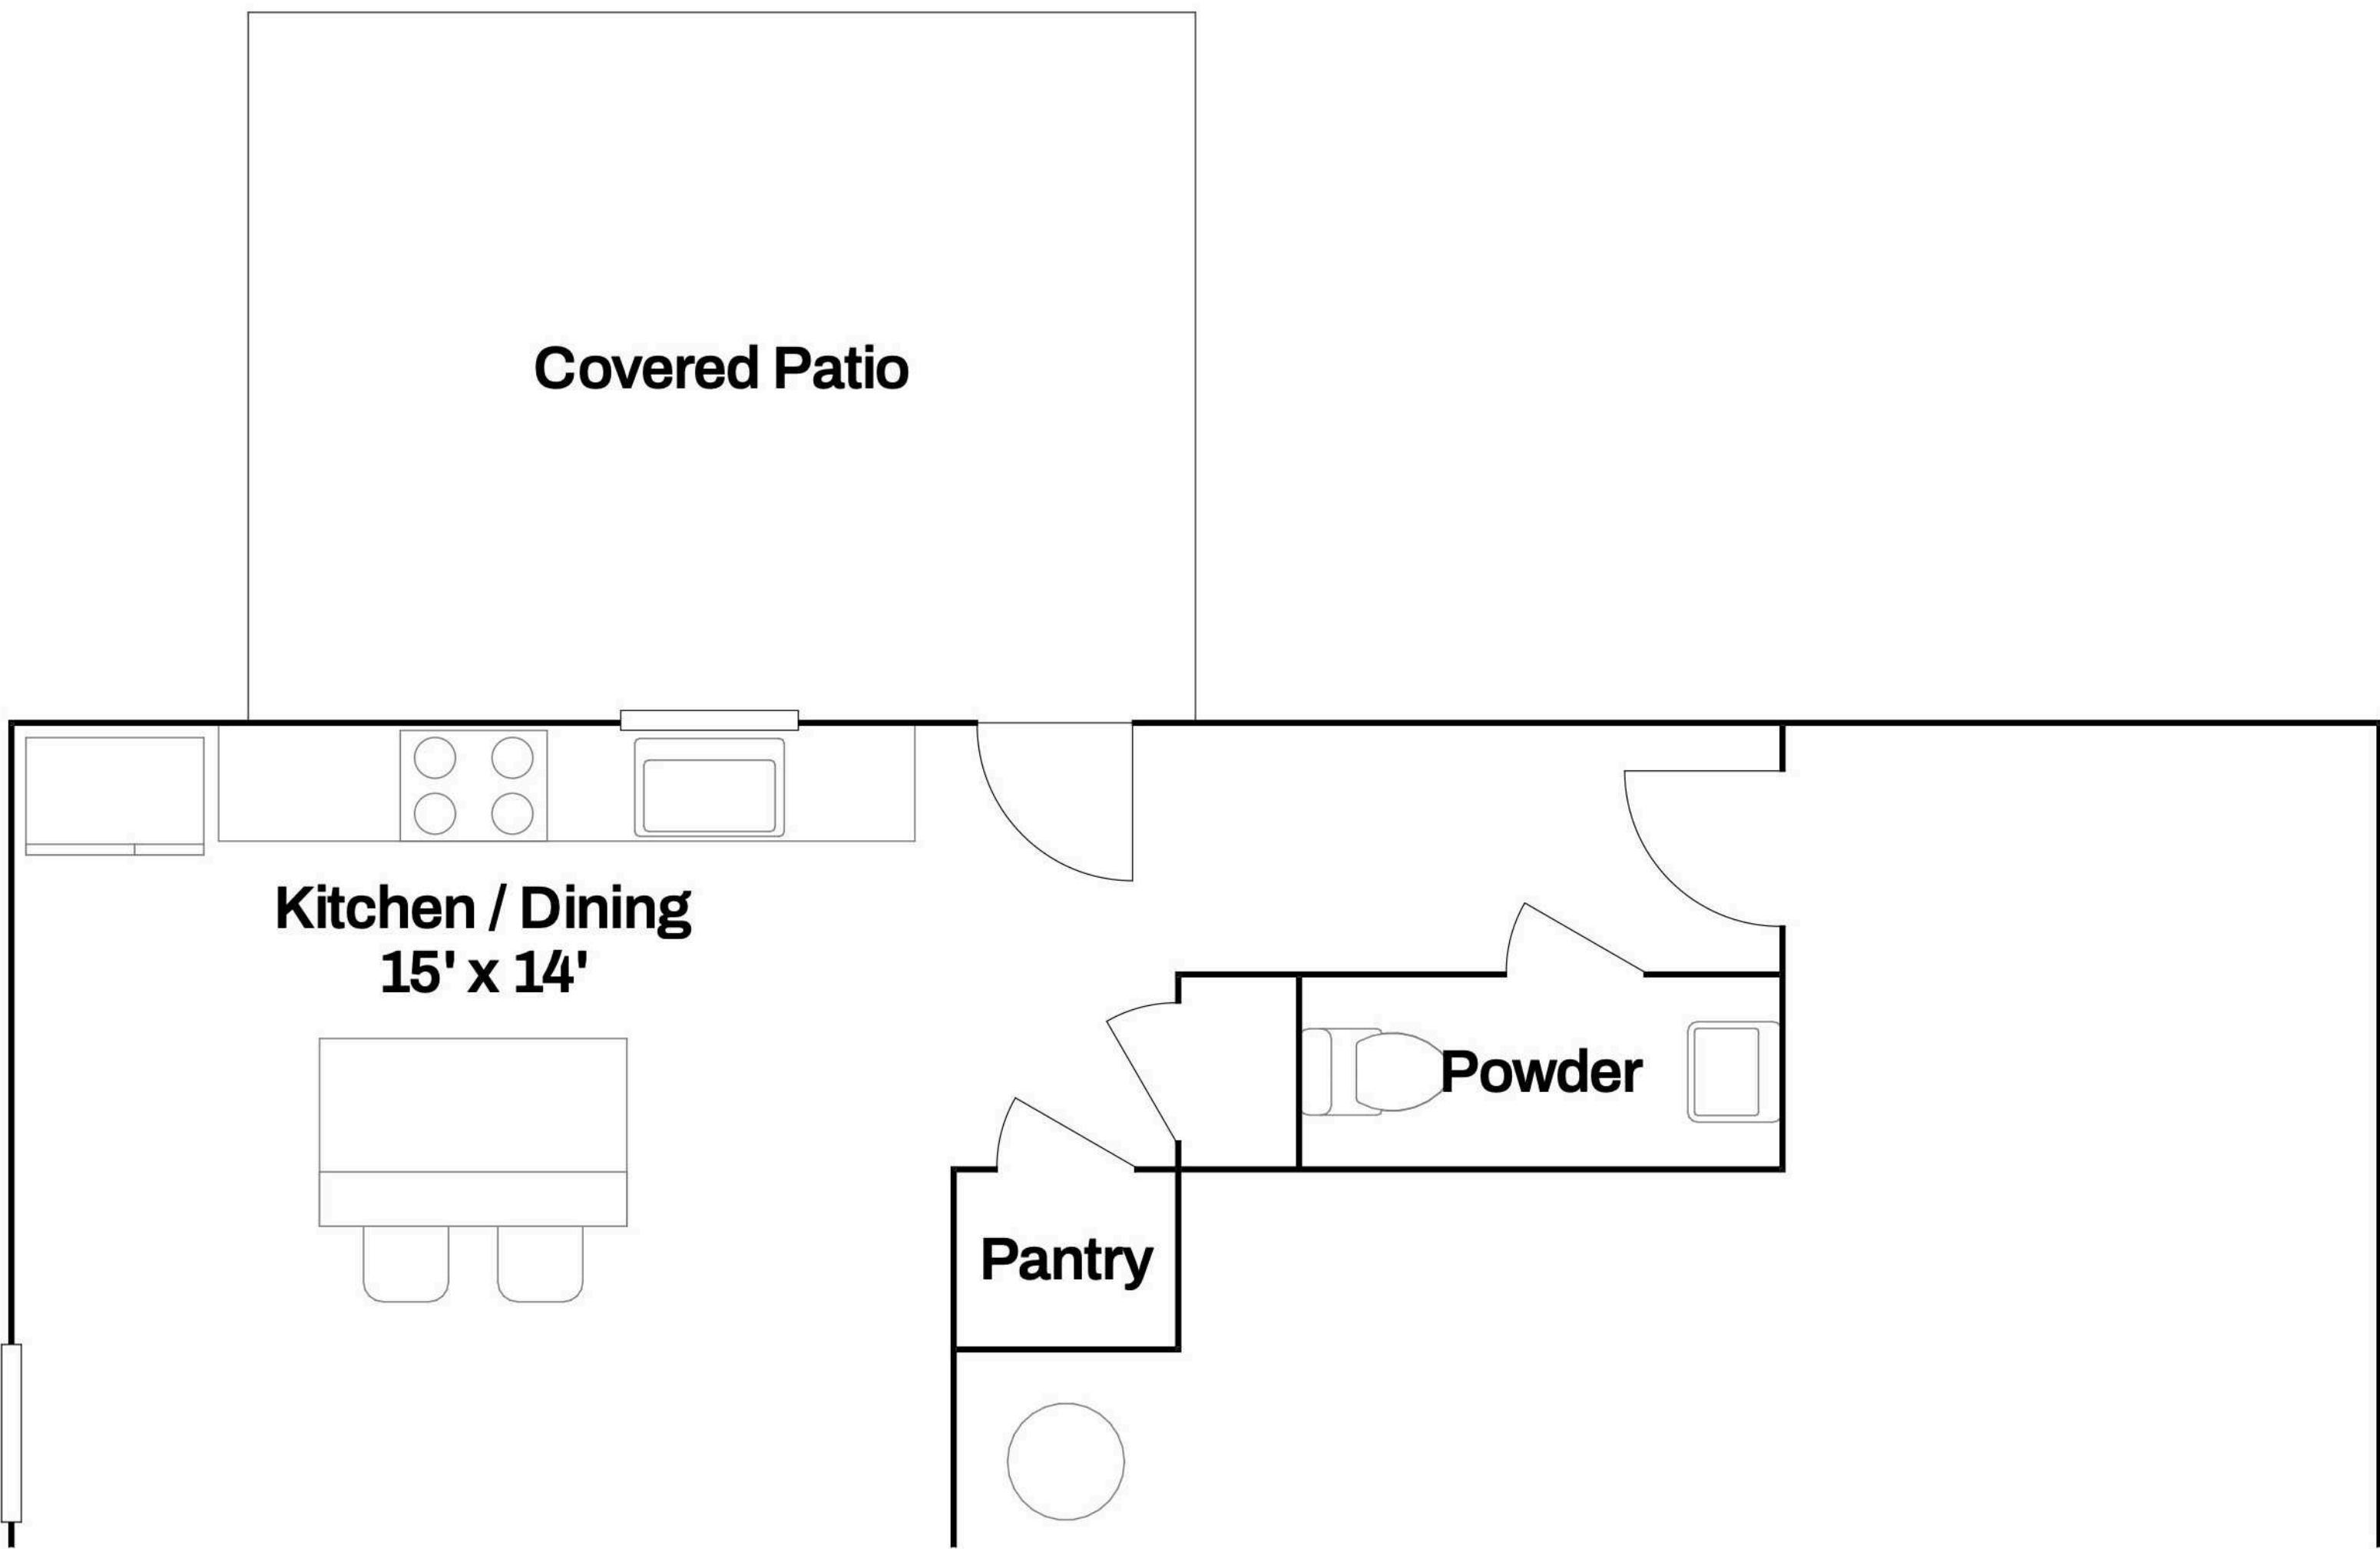 Covered Patio
Kitchen / Dining
15' x 14'
Powder
Pantry